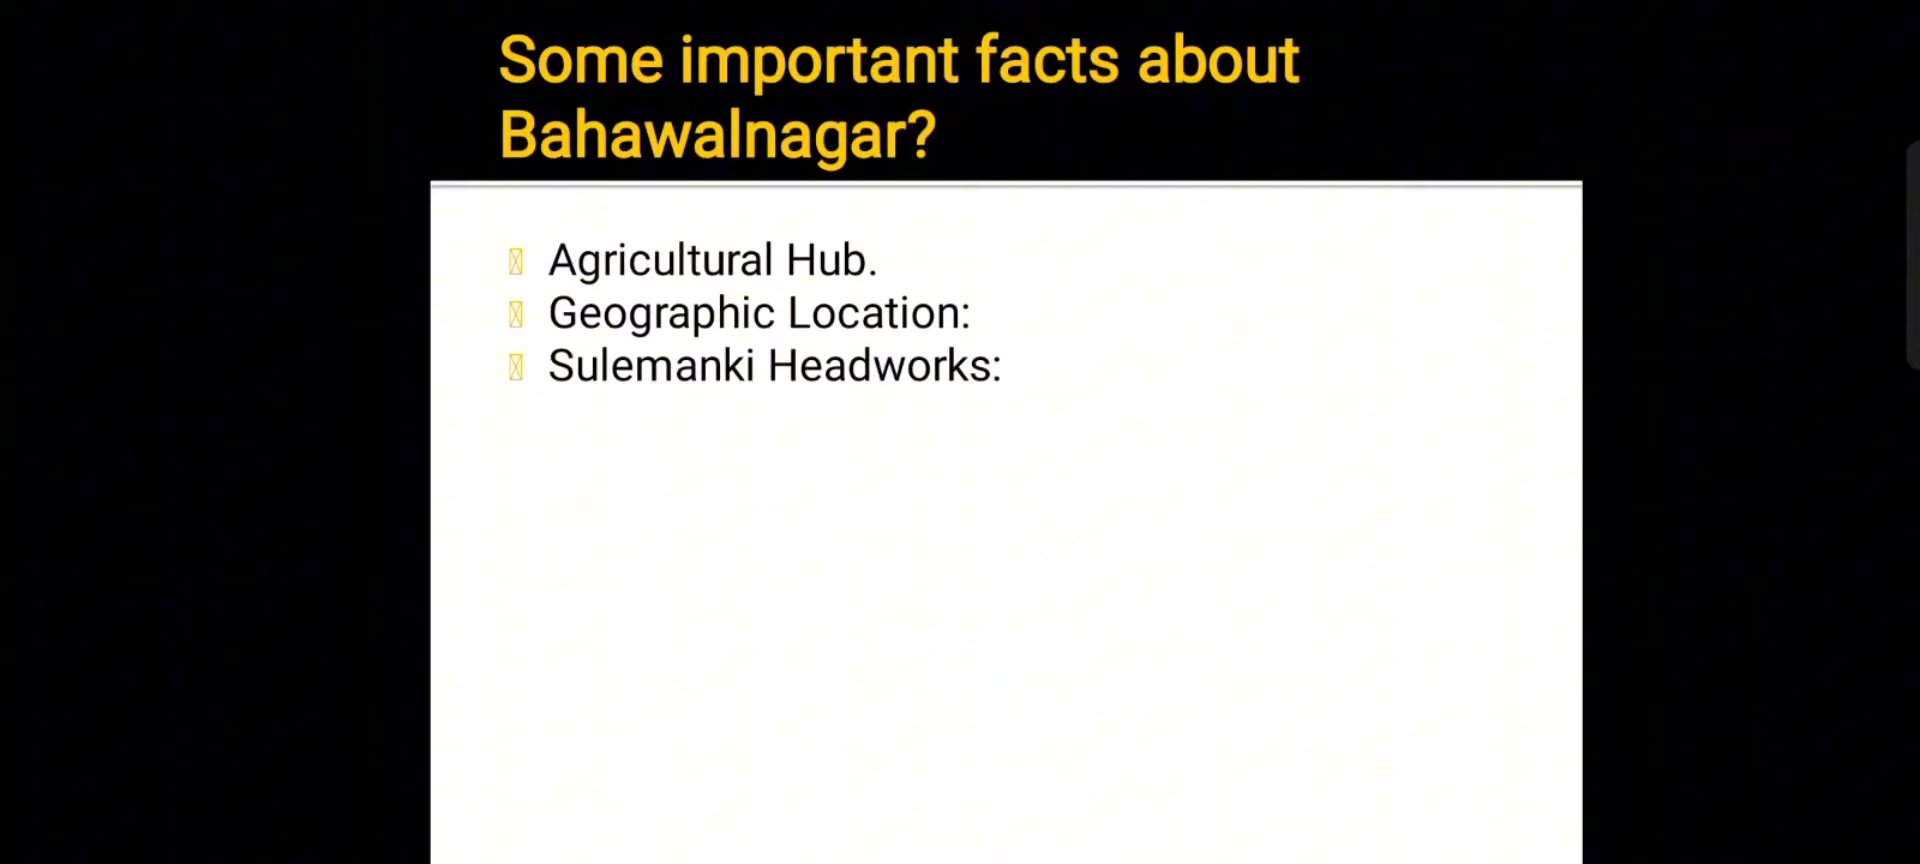 Some important facts about
Bahawalnagar?
Agricultural Hub.
Geographic Location:
Sulemanki Headworks: